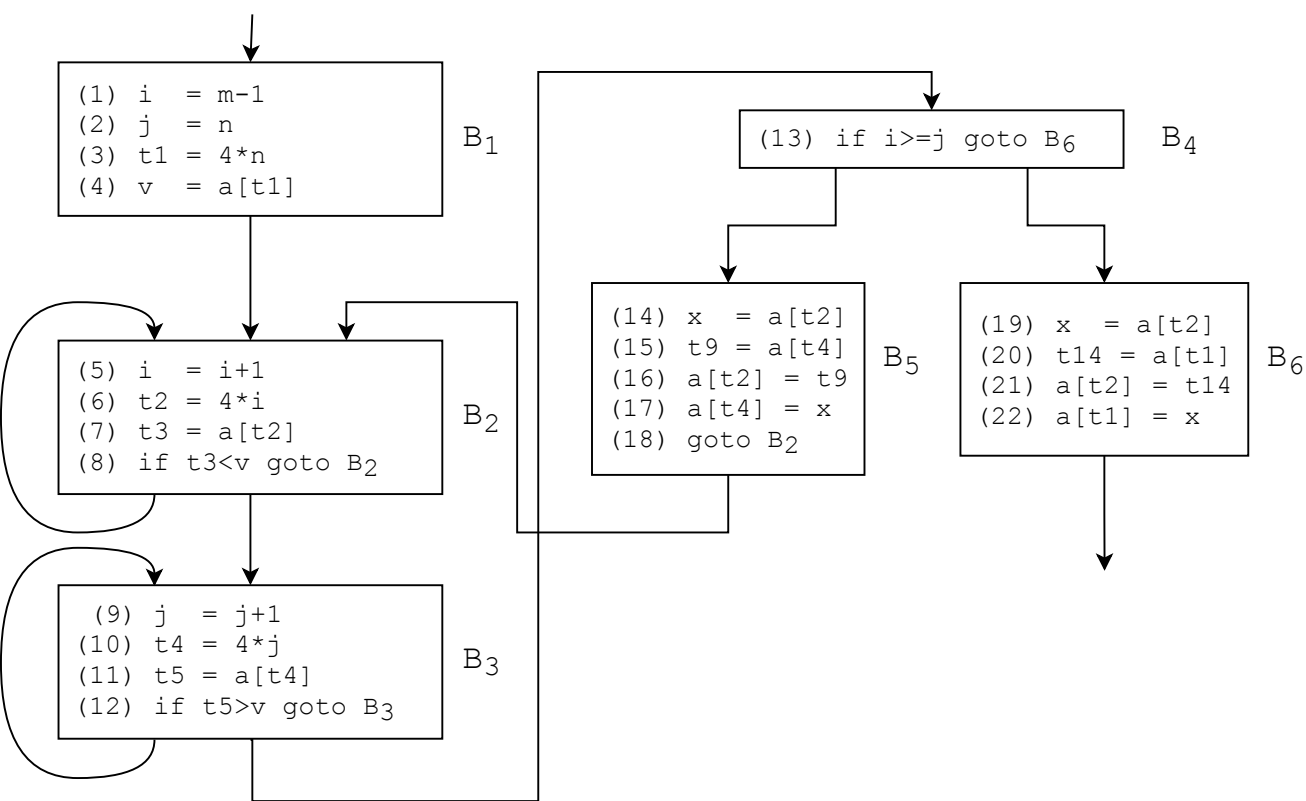 (1) i  = m-1
(2) j  = n
(3) t1 = 4*n
(4) v  = a[t1]
B1
(5) i  = i+1
(6) t2 = 4*i
(7) t3 = a[t2]
(8) if t3<v goto B2
B2
(9) j  = j+1
(10) t4 = 4*j
(11) t5 = a[t4]
(12) if t5>v goto B3
B3
(13) if i>=j goto B6
B4
(14) x  = a[t2]
(15) t9 = a[t4]
(16) a[t2] = t9
(17) a[t4] = x
(18) goto B2
B5
(19) x  = a[t2]
(20) t14 = a[t1]
(21) a[t2] = t14
(22) a[t1] = x
B6